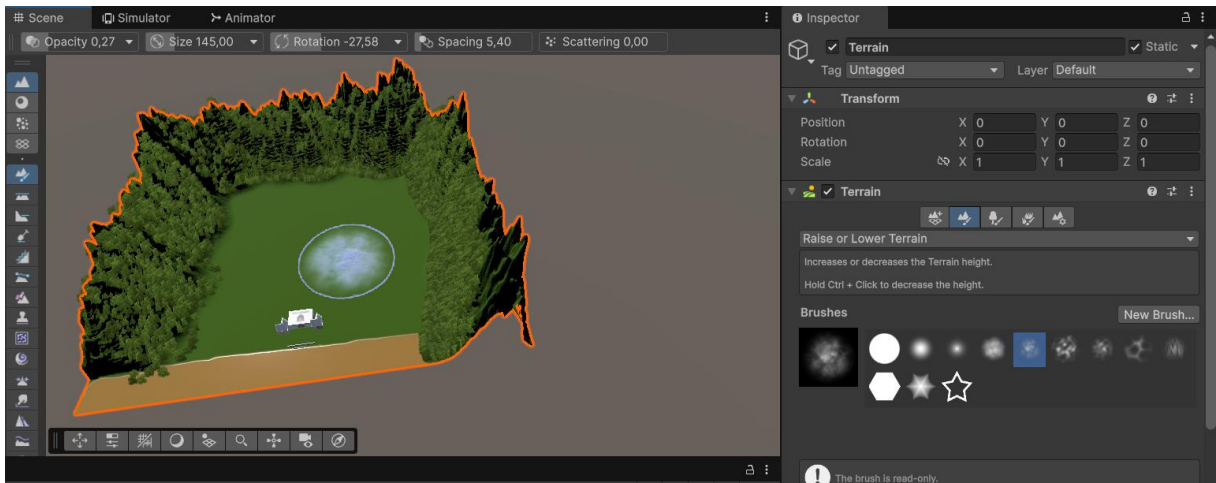 Scene Simulator Animator
Opacity 0,27 Size 145,00 Rotation -27,58 Spacing 5,40 Scattering 0,00
Inspector
Terrain Static
Tag Untagged Layer Default
Transform
Position X 0 Y 0 Z 0
Rotation X 0 Y 0 Z 0
Scale X 1 Y 1 Z 1
Terrain
Raise or Lower Terrain
Increases or decreases the Terrain height.
Hold Ctrl + Click to decrease the height.
Brushes New Brush...
The brush is read-only.